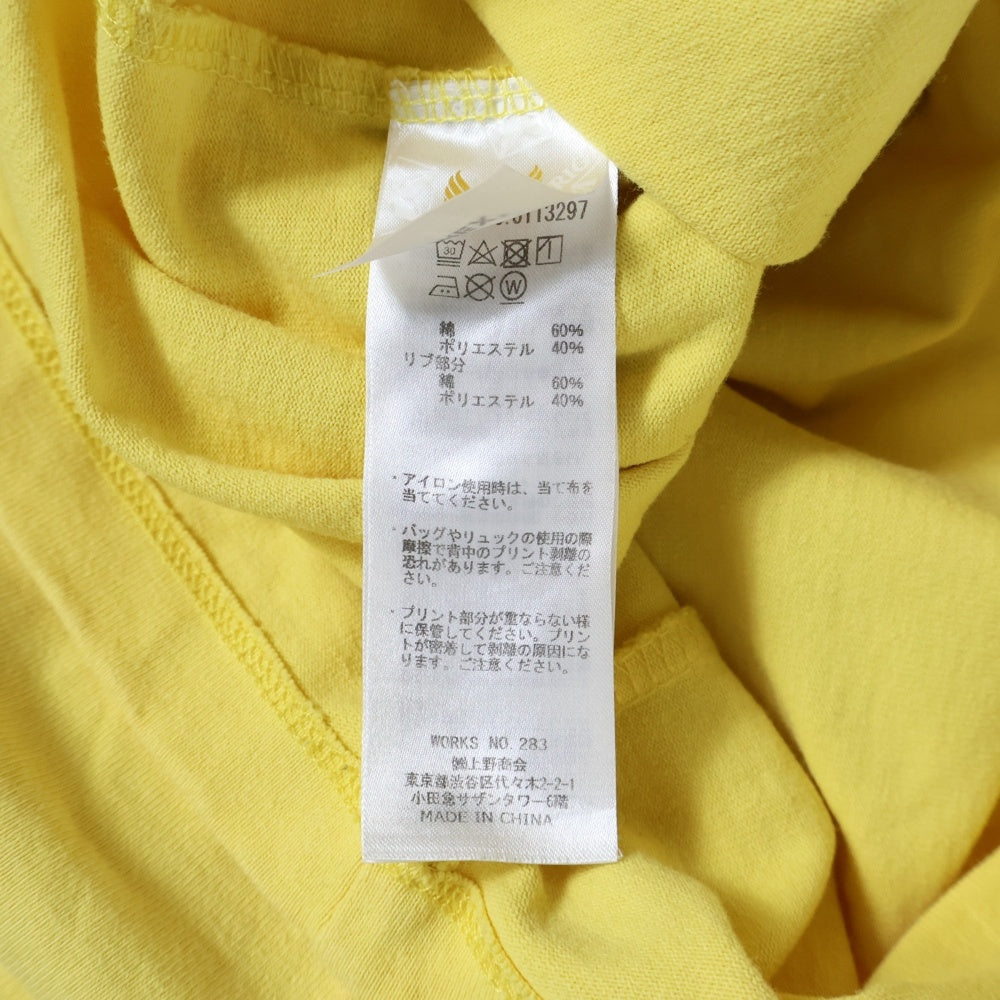 0113297
30
W
綿 60%
ポリエステル 40%
リブ部分
綿 60%
ポリエステル 40%
・アイロン使用時は、当て布を
当ててください。
・バッグやリュックの使用の際
摩擦で背中のプリント剥離の
恐れがあります。ご注意くだ
さい。
・プリント部分が重ならない様
に保管してください。プリン
トが密着して剥離の原因にな
ります。ご注意ください。
WORKS NO. 283
㈱上野商会
東京都渋谷区代々木2-2-1
小田急サザンタワー6階
MADE IN CHINA